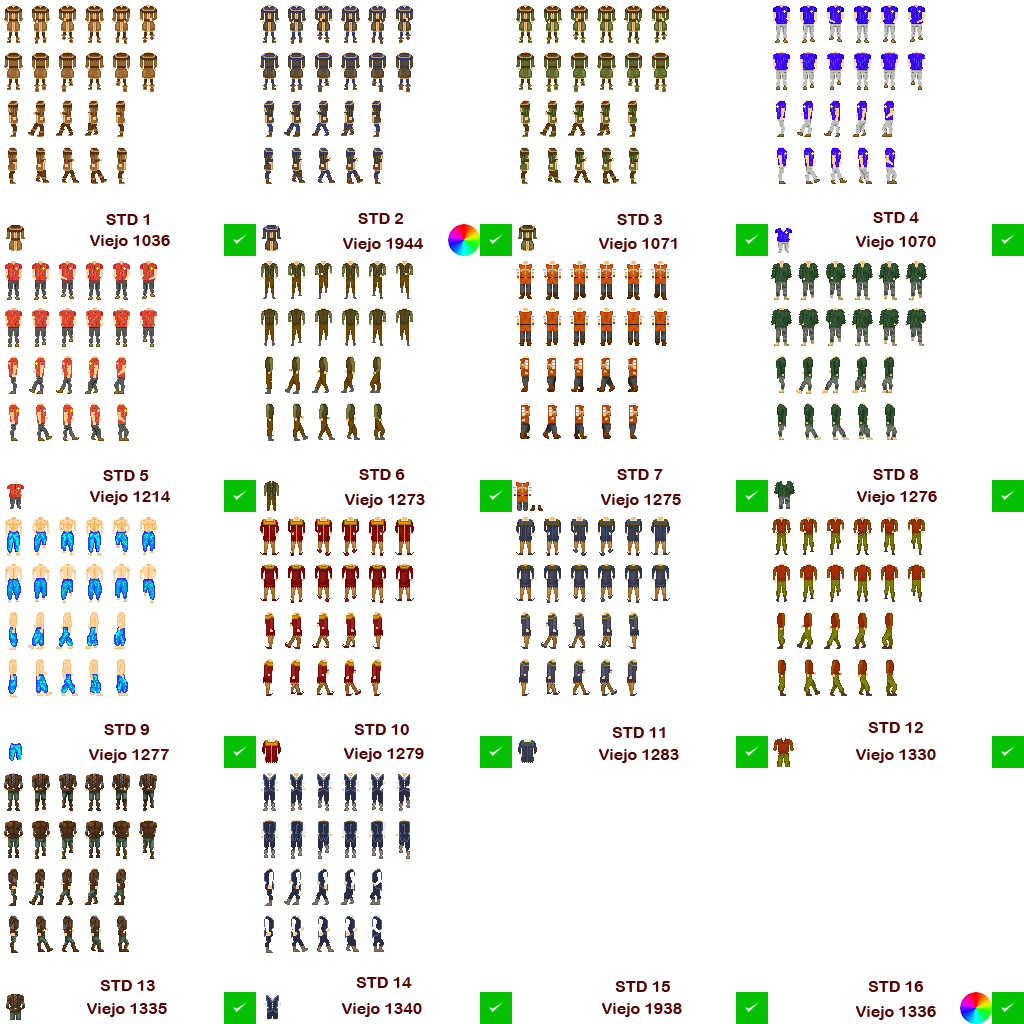 STD 1
Viejo 1036
STD 2
Viejo 1944
STD 3
Viejo 1071
STD 4
Viejo 1070
STD 5
Viejo 1214
STD 6
Viejo 1273
STD 7
Viejo 1275
STD 8
Viejo 1276
STD 9
Viejo 1277
STD 10
Viejo 1279
STD 11
Viejo 1283
STD 12
Viejo 1330
STD 13
Viejo 1335
STD 14
Viejo 1340
STD 15
Viejo 1938
STD 16
Viejo 1336